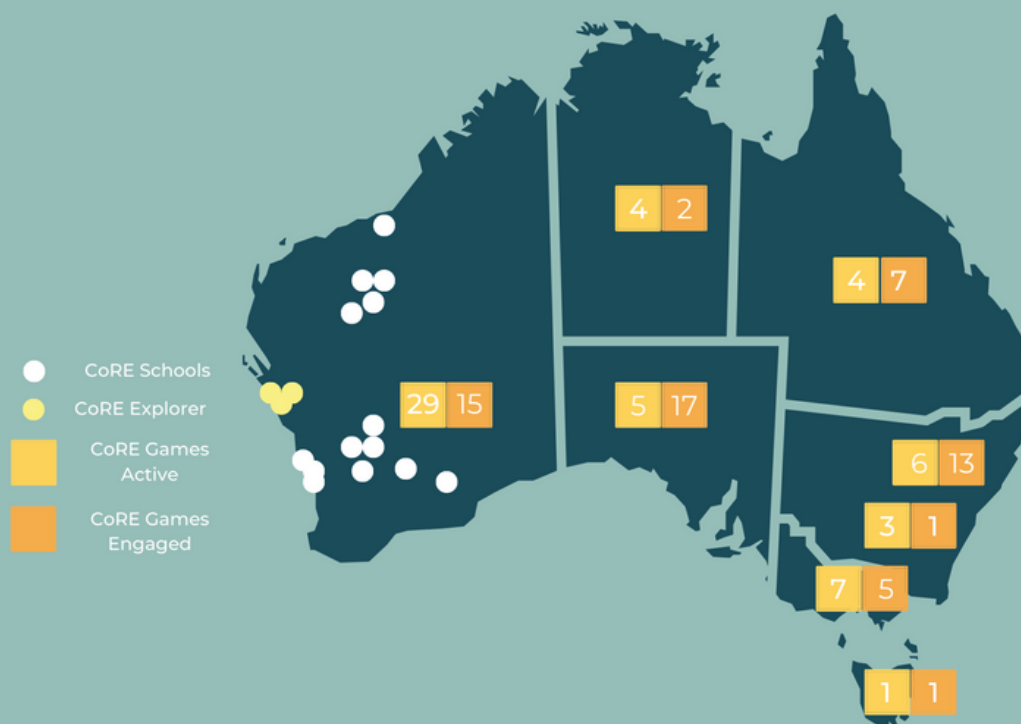 4 2
4 7
CoRE Schools
CoRE Explorer
29 15
5 17
CoRE Games
Active
6 13
CoRE Games
Engaged
3 1
7 5
1 1